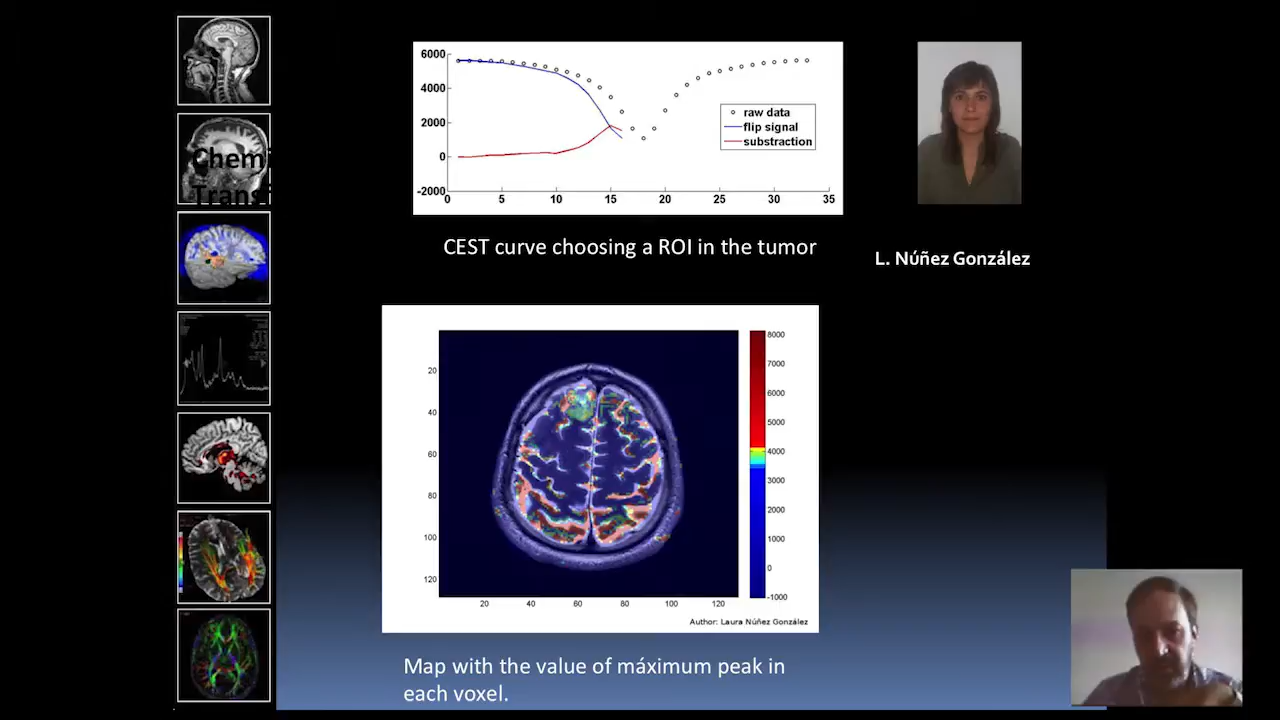 Chemi
Transf
6000
4000
2000
0
-2000
0 5 10 15 20 25 30 35
raw data
flip signal
substraction
CEST curve choosing a ROI in the tumor
L. Núñez González
20
40
60
80
100
120
20 40 60 80 100 120
8000
7000
6000
5000
4000
3000
2000
1000
0
-1000
Author: Laura Núñez González
Map with the value of máximum peak in
each voxel.